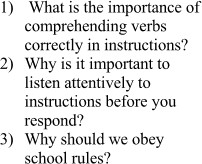 1) What is the importance of
comprehending verbs
correctly in instructions?
2) Why is it important to
listen attentively to
instructions before you
respond?
3) Why should we obey
school rules?